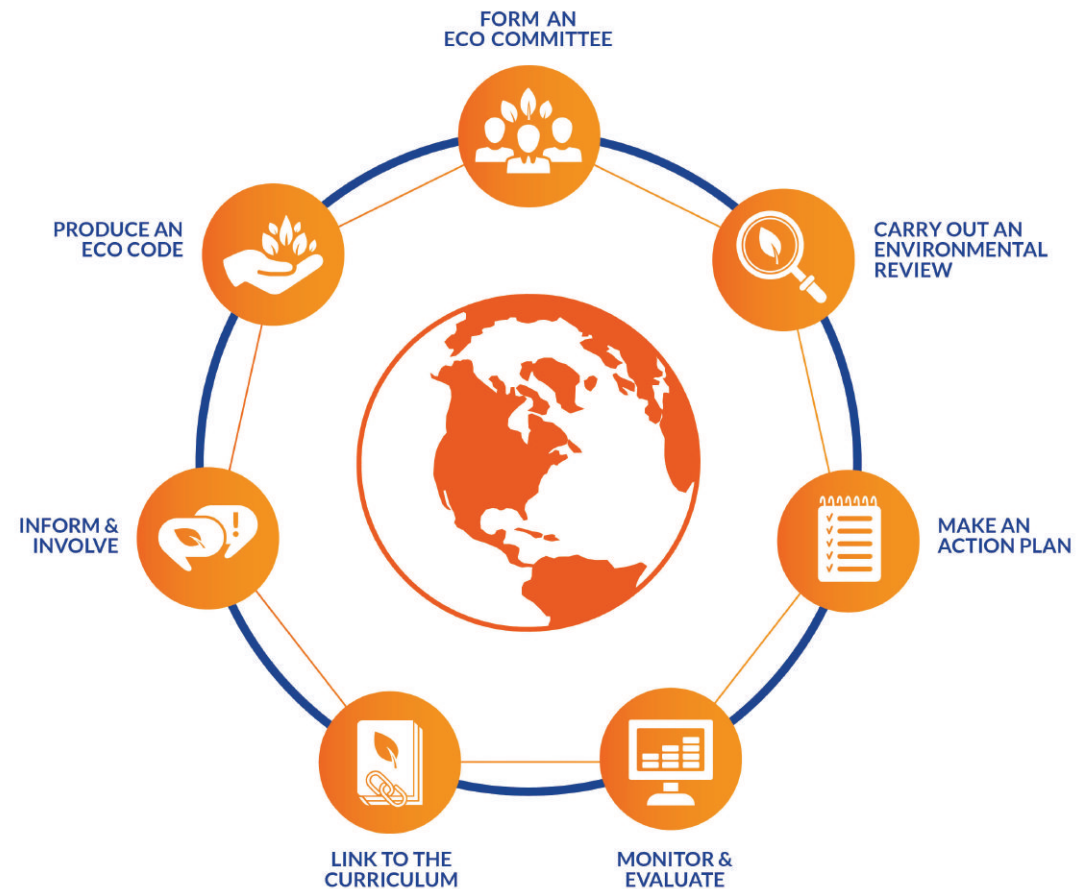 FORM AN
ECO COMMITTEE
CARRY OUT AN
ENVIRONMENTAL
REVIEW
MAKE AN
ACTION PLAN
MONITOR &
EVALUATE
LINK TO THE
CURRICULUM
INFORM &
INVOLVE
PRODUCE AN
ECO CODE